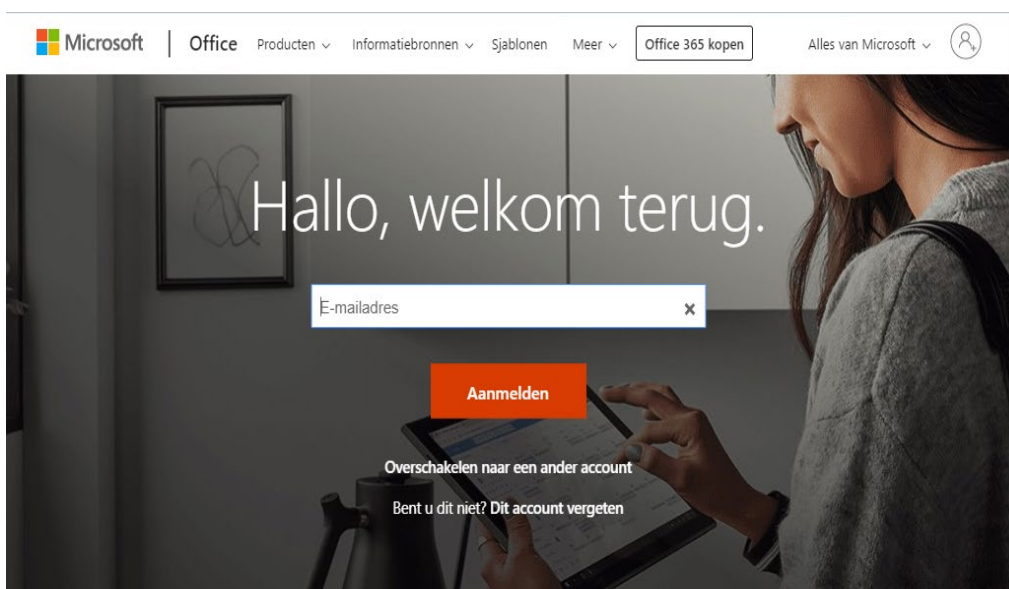 Microsoft | Office Producten Informatiebronnen Sjablonen Meer Office 365 kopen Alles van Microsoft
Hallo, welkom terug.
E-mailadres
Aanmelden
Overschakelen naar een ander account
Bent u dit niet? Dit account vergeten